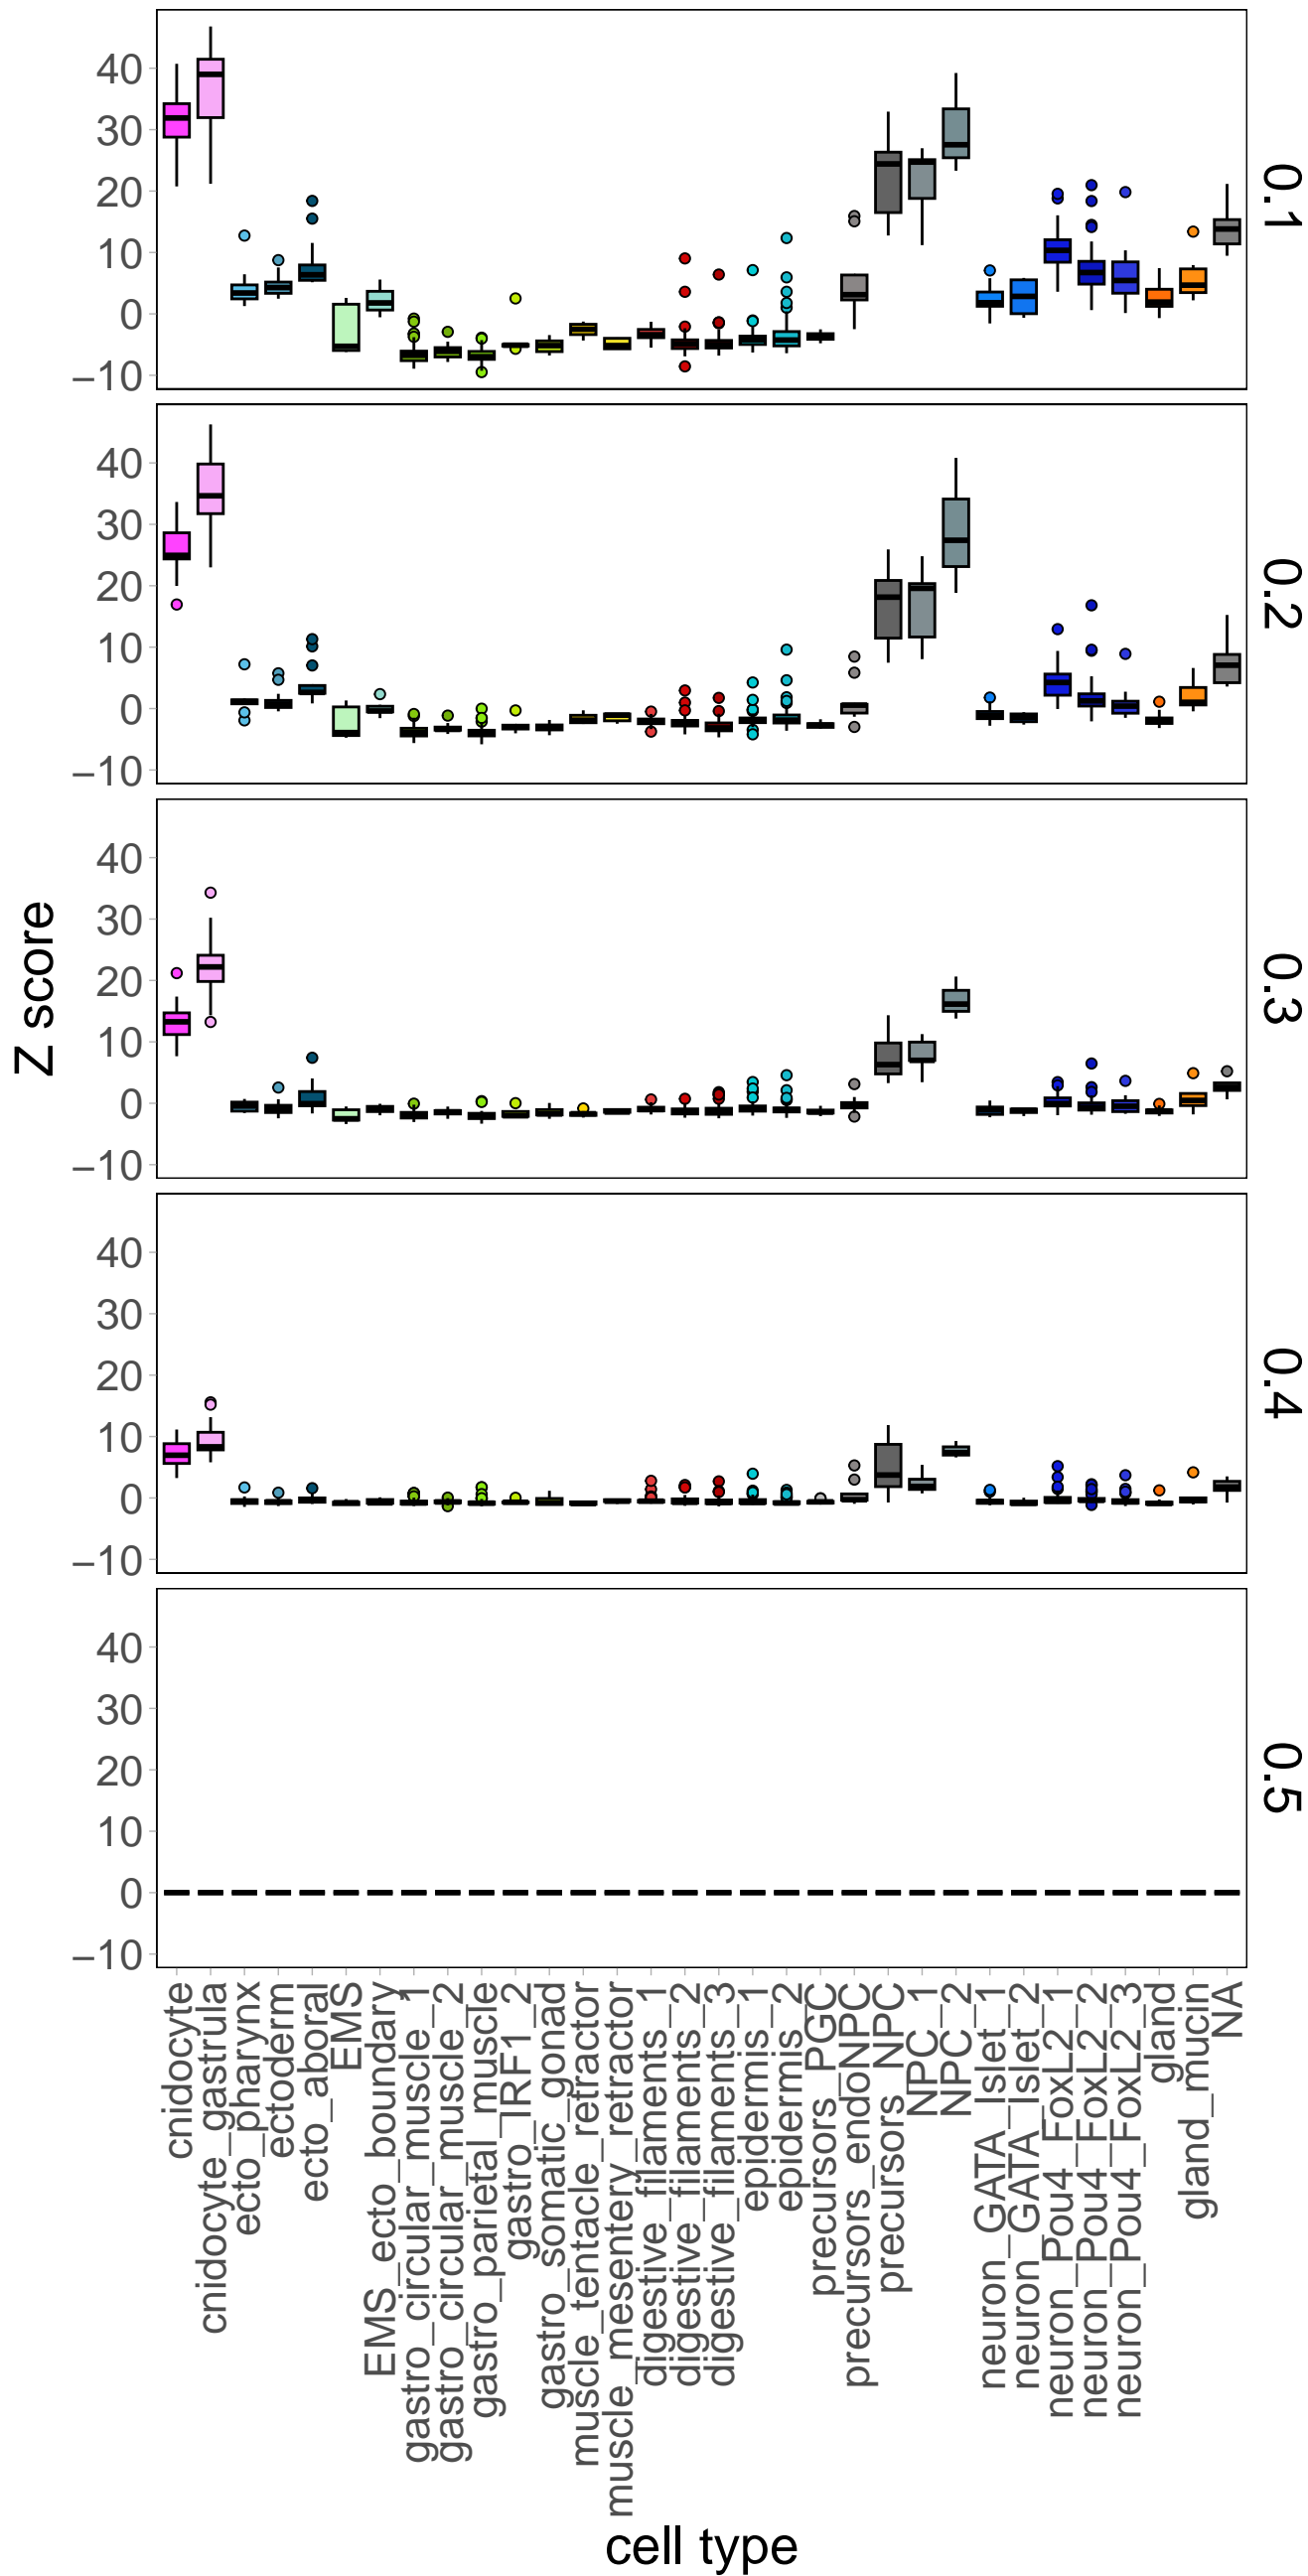 40
30
20
10
0
−10
0.1
40
30
20
10
0
−10
0.2
40
30
20
10
0
−10
0.3
40
30
20
10
0
−10
0.4
40
30
20
10
0
−10
0.5
Z score
cnidocyte
cnidocyte_gastrula
ecto_pharynx
ectoderm
ecto_aboral
EMS
EMS_ecto_boundary
gastro_circular_muscle_1
gastro_circular_muscle_2
gastro_parietal_muscle
gastro_IRF1_2
gastro_somatic_gonad
muscle_tentacle_retractor
muscle_mesentery_retractor
digestive_filaments_1
digestive_filaments_2
digestive_filaments_3
epidermis_1
epidermis_2
precursors_PGC
precursors_endoNPC
precursors_NPC
NPC_1
NPC_2
neuron_GATA_Islet_1
neuron_GATA_Islet_2
neuron_Pou4_FoxL2_1
neuron_Pou4_FoxL2_2
neuron_Pou4_FoxL2_3
gland
gland_mucin
NA
cell type